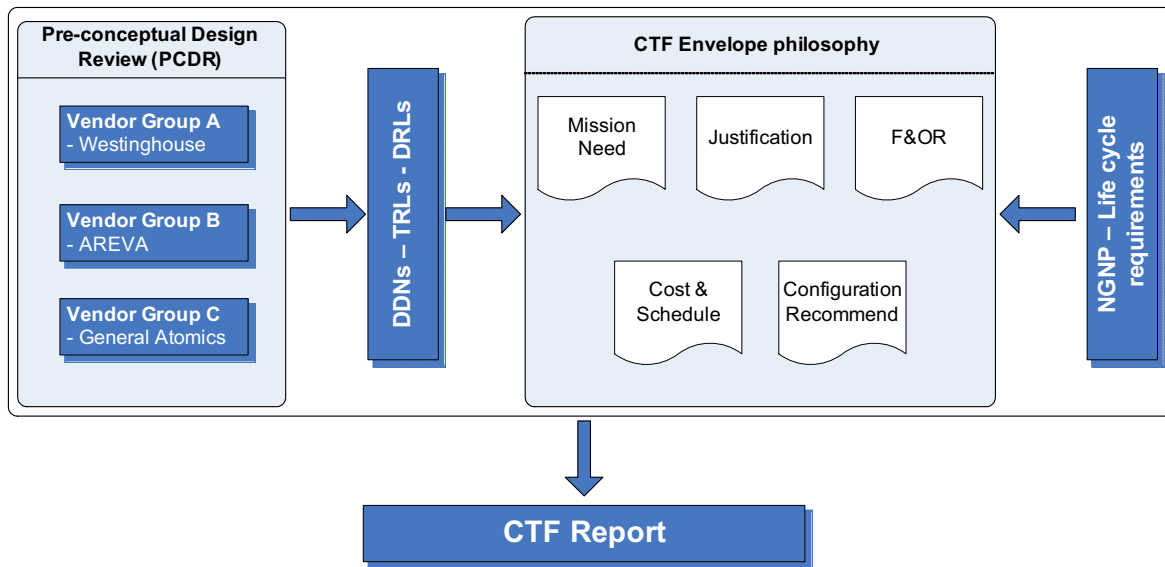 Pre-conceptual Design
Review (PCDR)
Vendor Group A
- Westinghouse
Vendor Group B
- AREVA
Vendor Group C
- General Atomics
DDNs – TRLs - DRLs
CTF Envelope philosophy
Mission
Need
Justification
F&OR
Cost &
Schedule
Configuration
Recommend
NGNP – Life cycle
requirements
CTF Report